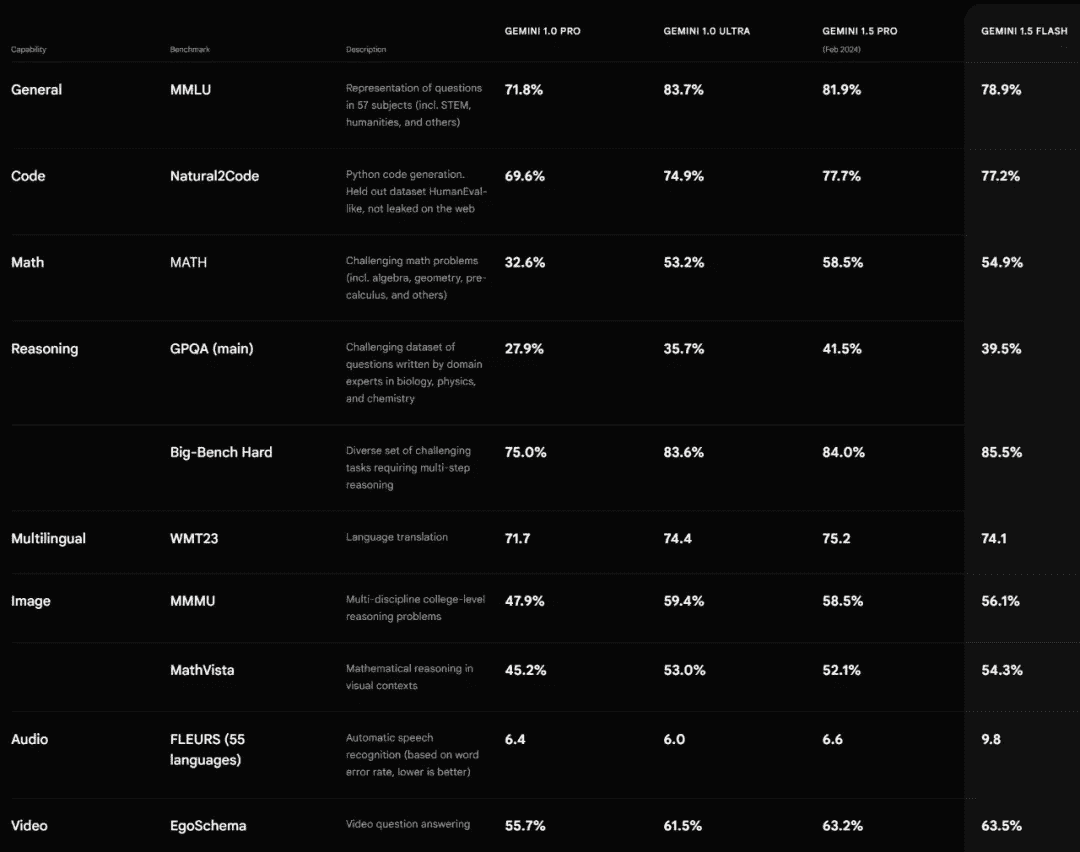 GEMINI 1.0 PRO GEMINI 1.0 ULTRA GEMINI 1.5 PRO GEMINI 1.5 FLASH
Capability Benchmark Description (Feb 2024)
General MMLU Representation of questions 71.8% 83.7% 81.9% 78.9%
in 57 subjects (incl. STEM,
humanities, and others)
Code Natural2Code Python code generation. 69.6% 74.9% 77.7% 77.2%
Held out dataset HumanEval-
like, not leaked on the web
Math MATH Challenging math problems 32.6% 53.2% 58.5% 54.9%
(incl. algebra, geometry, pre-
calculus, and others)
Reasoning GPQA (main) Challenging dataset of 27.9% 35.7% 41.5% 39.5%
questions written by domain
experts in biology, physics,
and chemistry
Big-Bench Hard Diverse set of challenging 75.0% 83.6% 84.0% 85.5%
tasks requiring multi-step
reasoning
Multilingual WMT23 Language translation 71.7 74.4 75.2 74.1
Image MMMU Multi-discipline college-level 47.9% 59.4% 58.5% 56.1%
reasoning problems
MathVista Mathematical reasoning in 45.2% 53.0% 52.1% 54.3%
visual contexts
Audio FLEURS (55 Automatic speech 6.4 6.0 6.6 9.8
languages) recognition (based on word
error rate, lower is better)
Video EgoSchema Video question answering 55.7% 61.5% 63.2% 63.5%